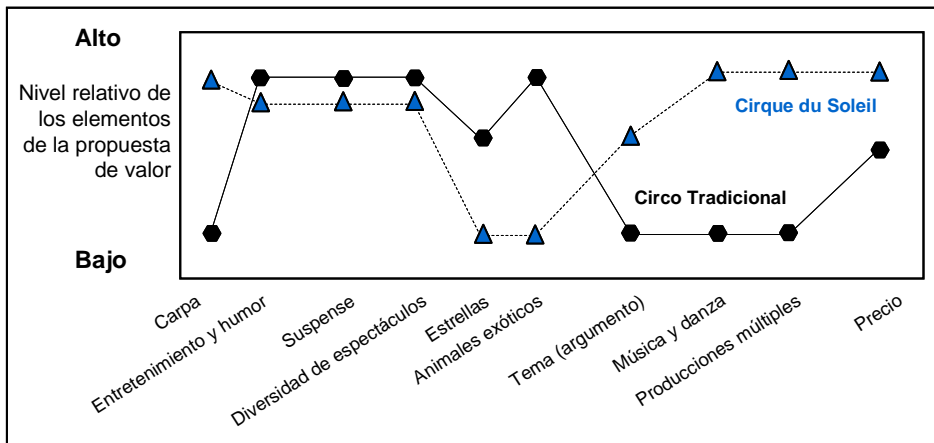 Alto
Nivel relativo de
los elementos
de la propuesta
de valor
Bajo
Cirque du Soleil
Circo Tradicional
Carpa
Entretenimiento y humor
Suspense
Diversidad de espectáculos
Estrellas
Animales exóticos
Tema (argumento)
Música y danza
Producciones múltiples
Precio